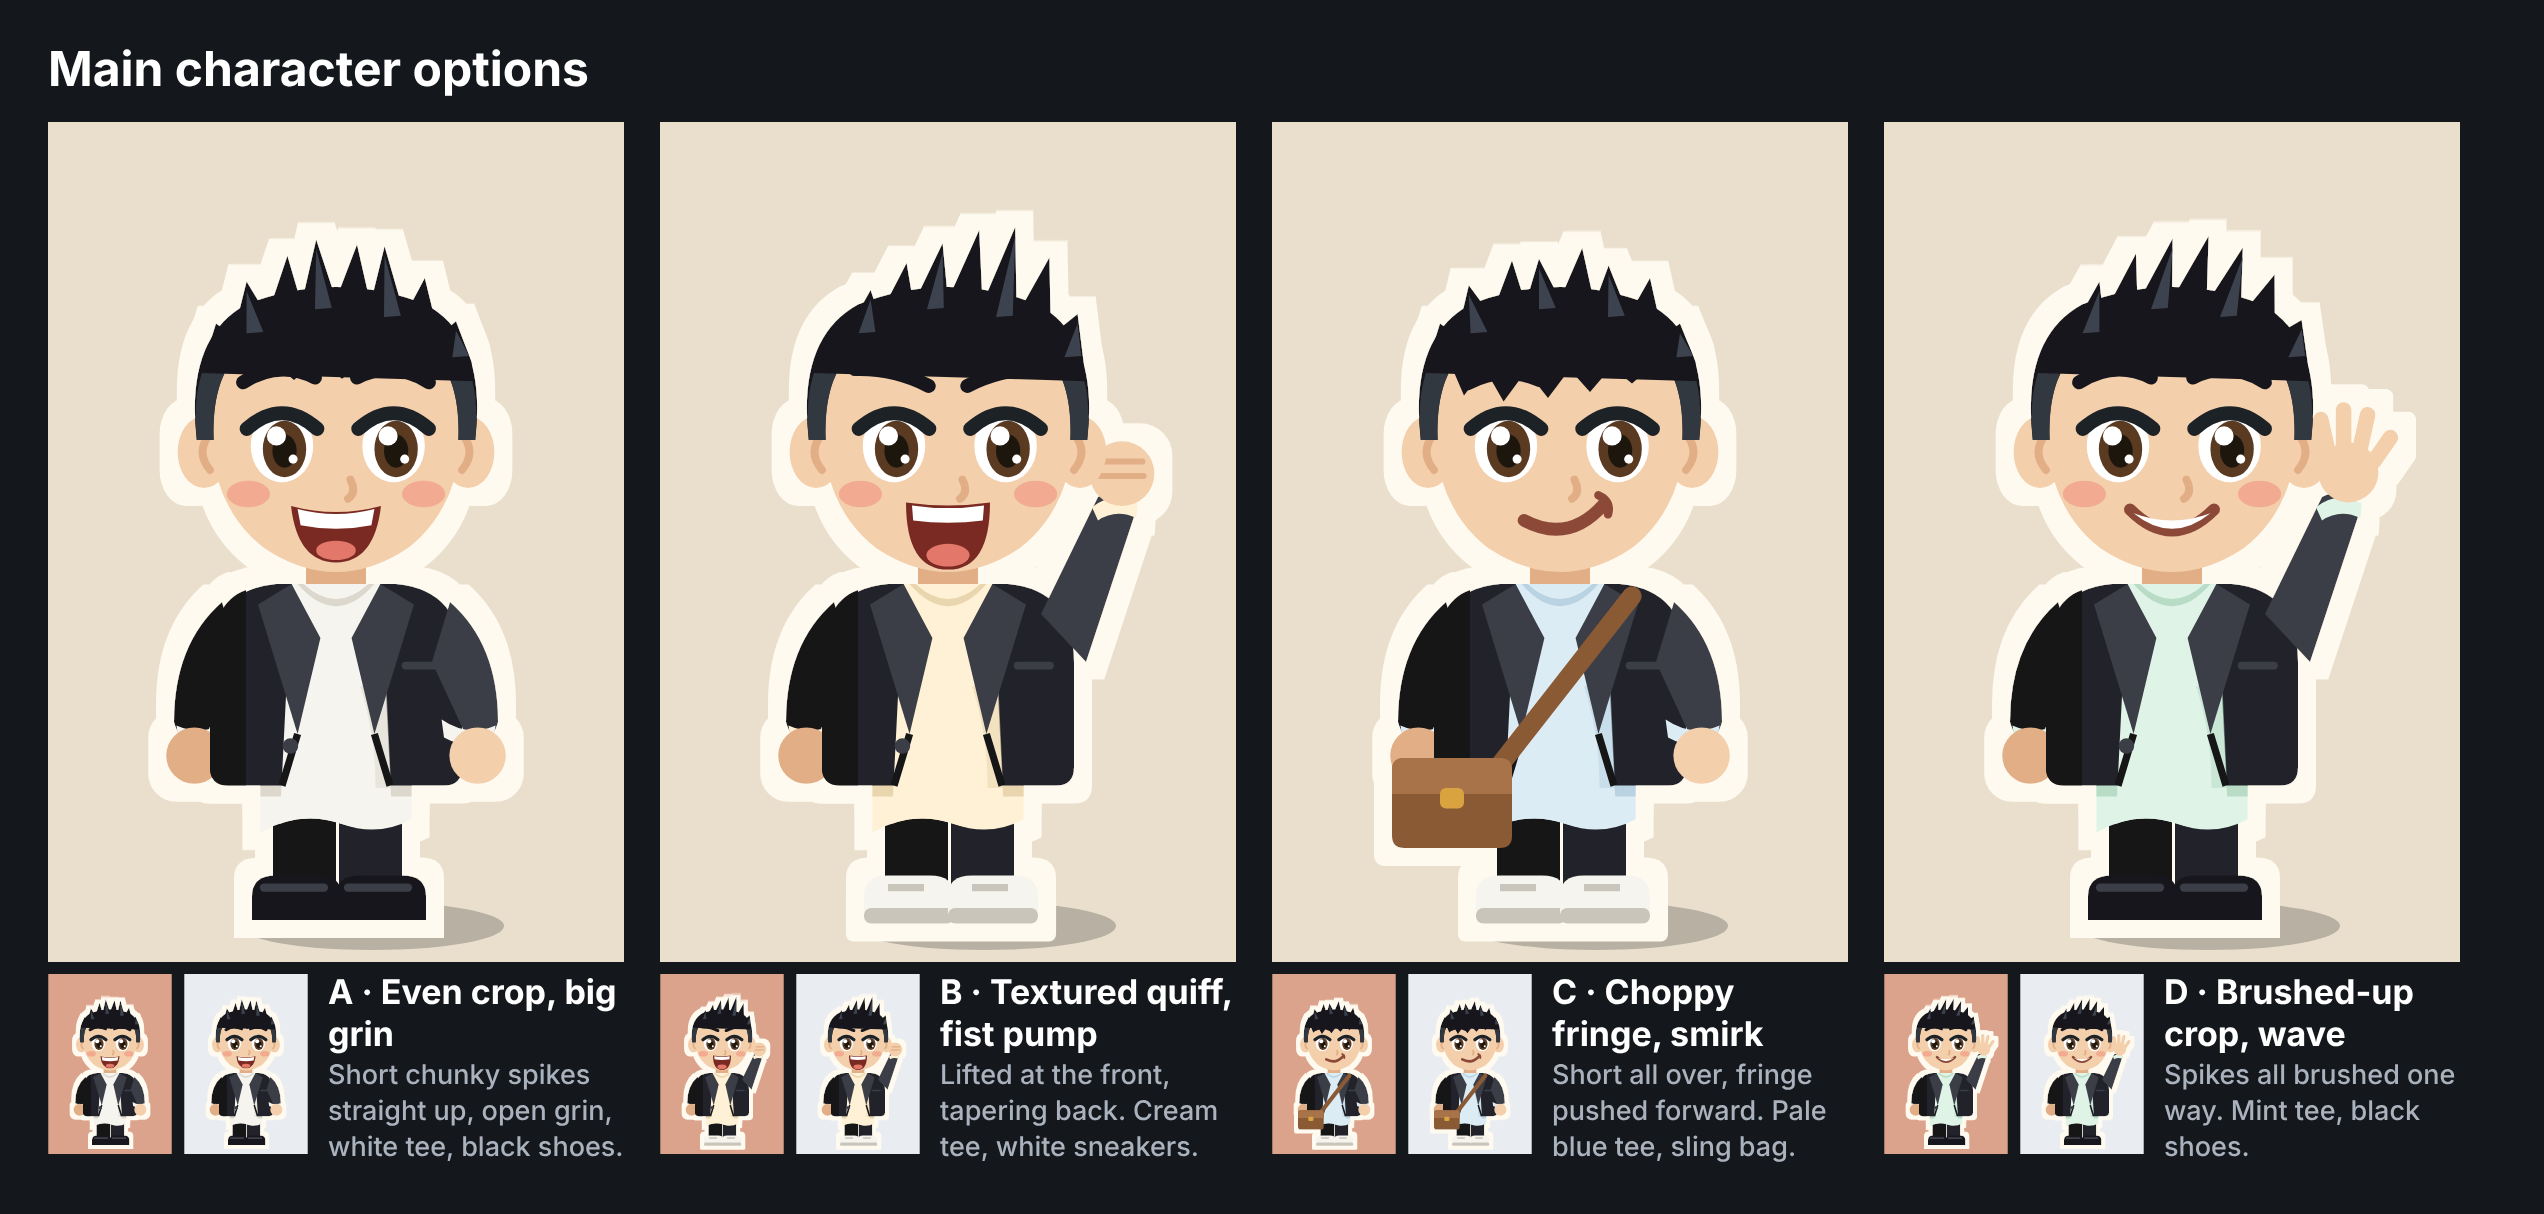 Main character options
A · Even crop, big
grin
Short chunky spikes
straight up, open grin,
white tee, black shoes.
B · Textured quiff,
fist pump
Lifted at the front,
tapering back. Cream
tee, white sneakers.
C · Choppy
fringe, smirk
Short all over, fringe
pushed forward. Pale
blue tee, sling bag.
D · Brushed-up
crop, wave
Spikes all brushed one
way. Mint tee, black
shoes.